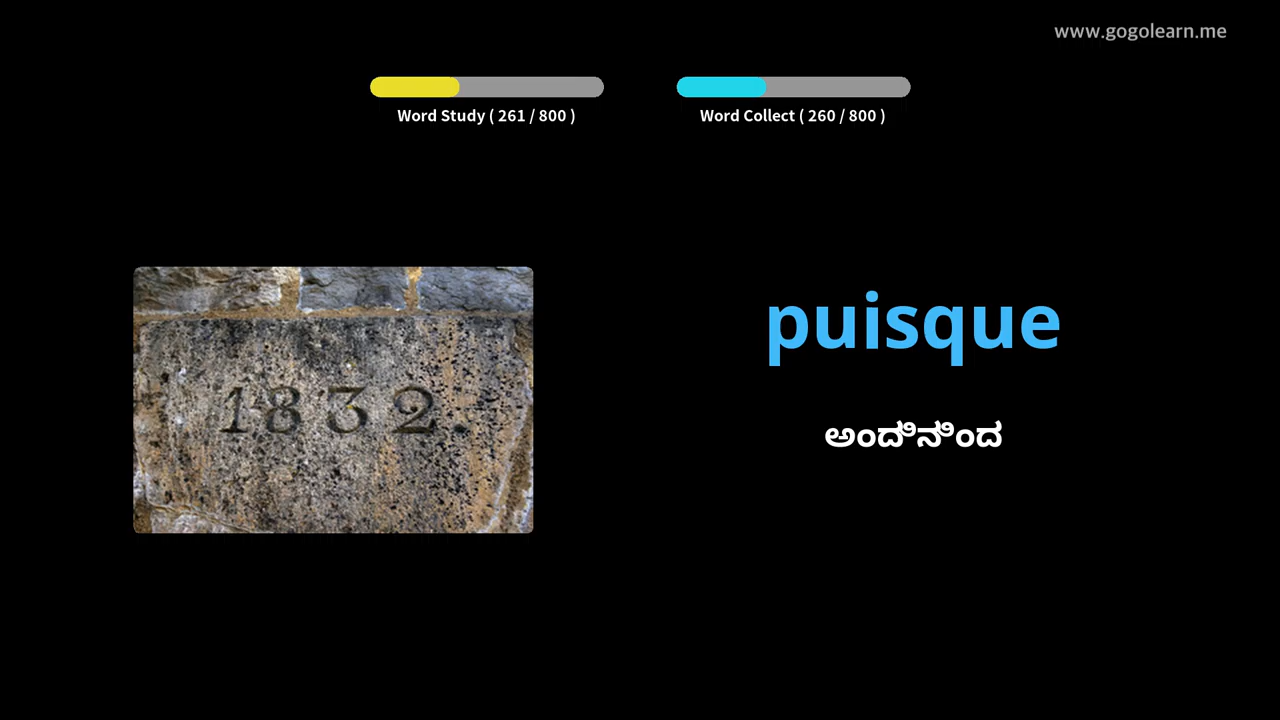 www.gogolearn.me
Word Study ( 261 / 800 )
Word Collect ( 260 / 800 )
puisque
ಅಂದಿನಿಂದ
1832.